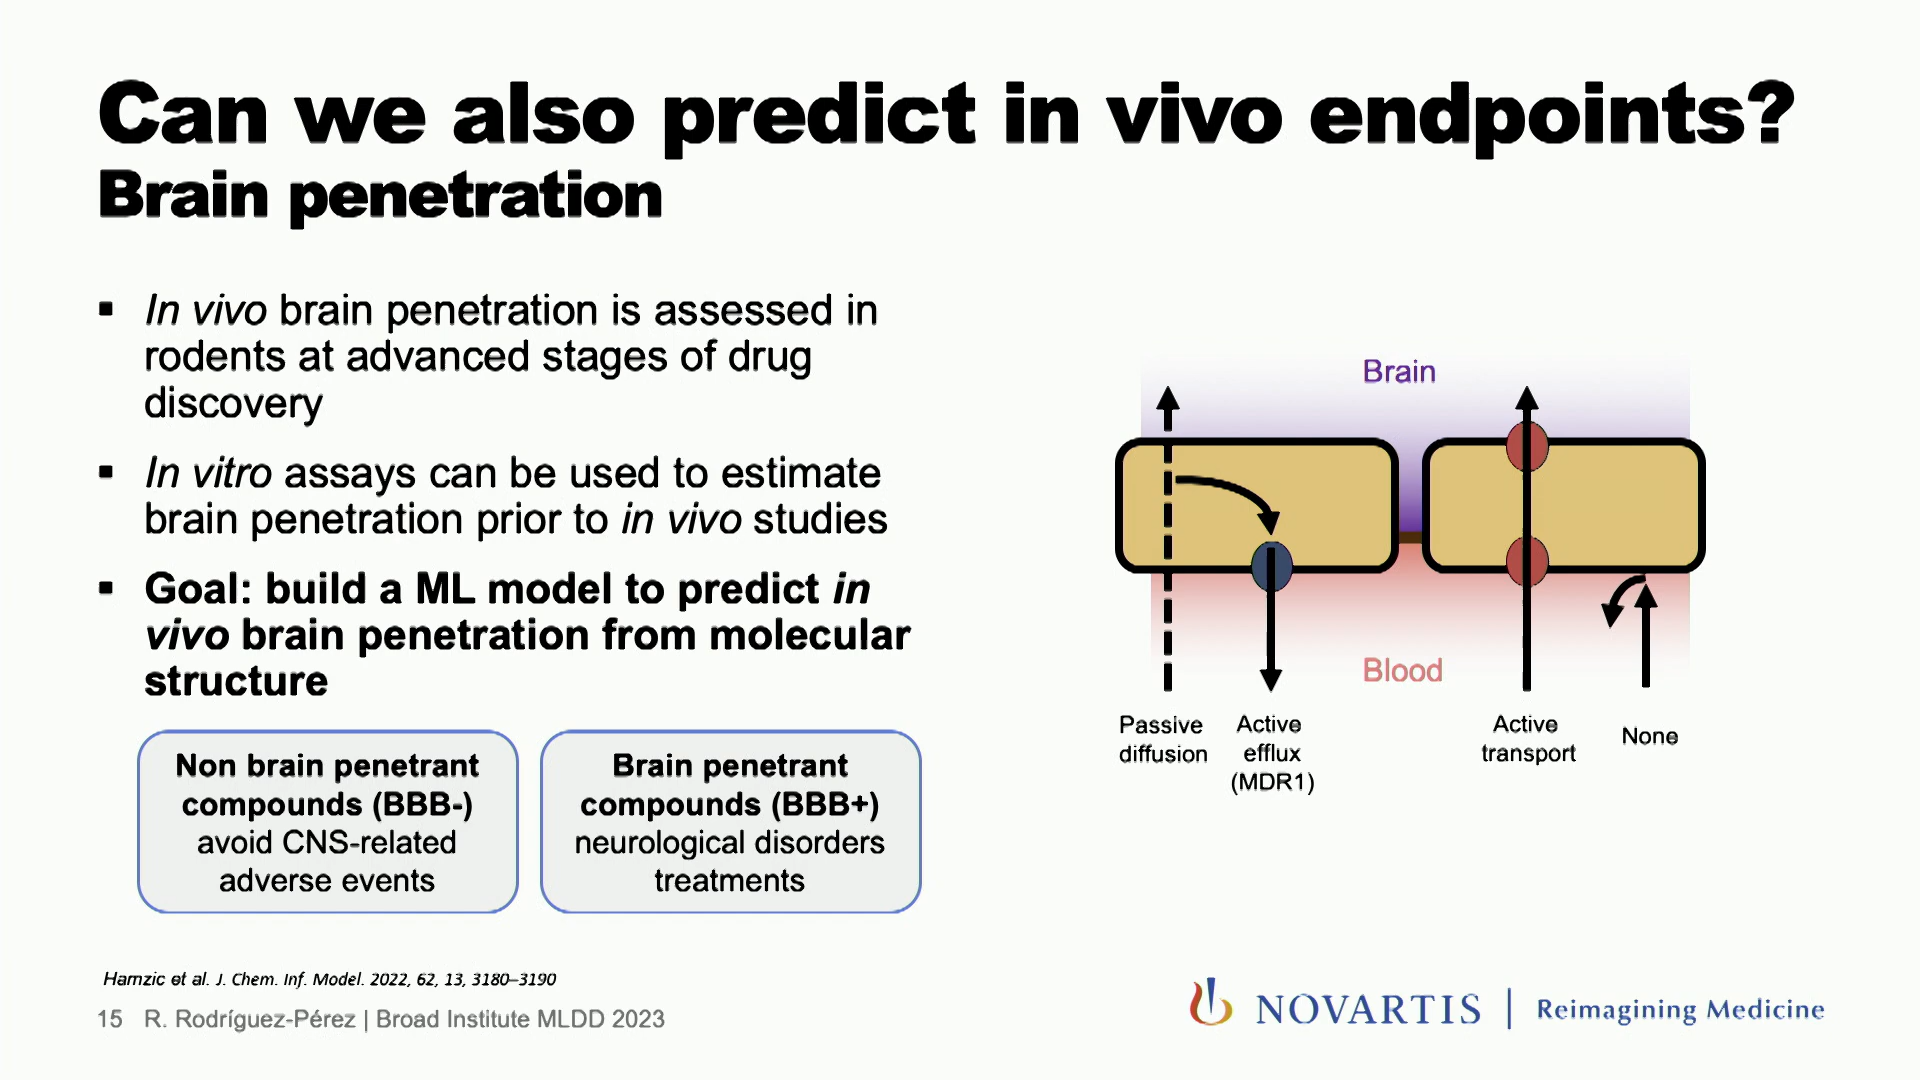 Can we also predict in vivo endpoints?
Brain penetration
▪ In vivo brain penetration is assessed in
rodents at advanced stages of drug
discovery
▪ In vitro assays can be used to estimate
brain penetration prior to in vivo studies
▪ Goal: build a ML model to predict in
vivo brain penetration from molecular
structure
Non brain penetrant
compounds (BBB-)
avoid CNS-related
adverse events
Brain penetrant
compounds (BBB+)
neurological disorders
treatments
Brain
Blood
Passive
diffusion
Active
efflux
(MDR1)
Active
transport
None
Hamzic et al. J. Chem. Inf. Model. 2022, 62, 13, 3180–3190
15 R. Rodríguez-Pérez | Broad Institute MLDD 2023
NOVARTIS | Reimagining Medicine